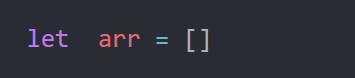 let  arr = []